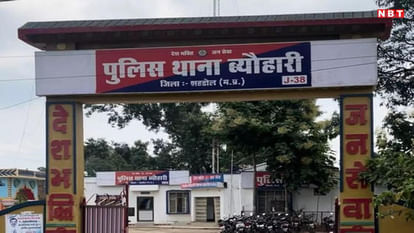 NBT
देश भक्ति जन सेवा
पुलिस थाना ब्यौहारी
जिला:- शहडोल (म.प्र.)
J-38
देशभक्ति
जनसेवा
पुलिस